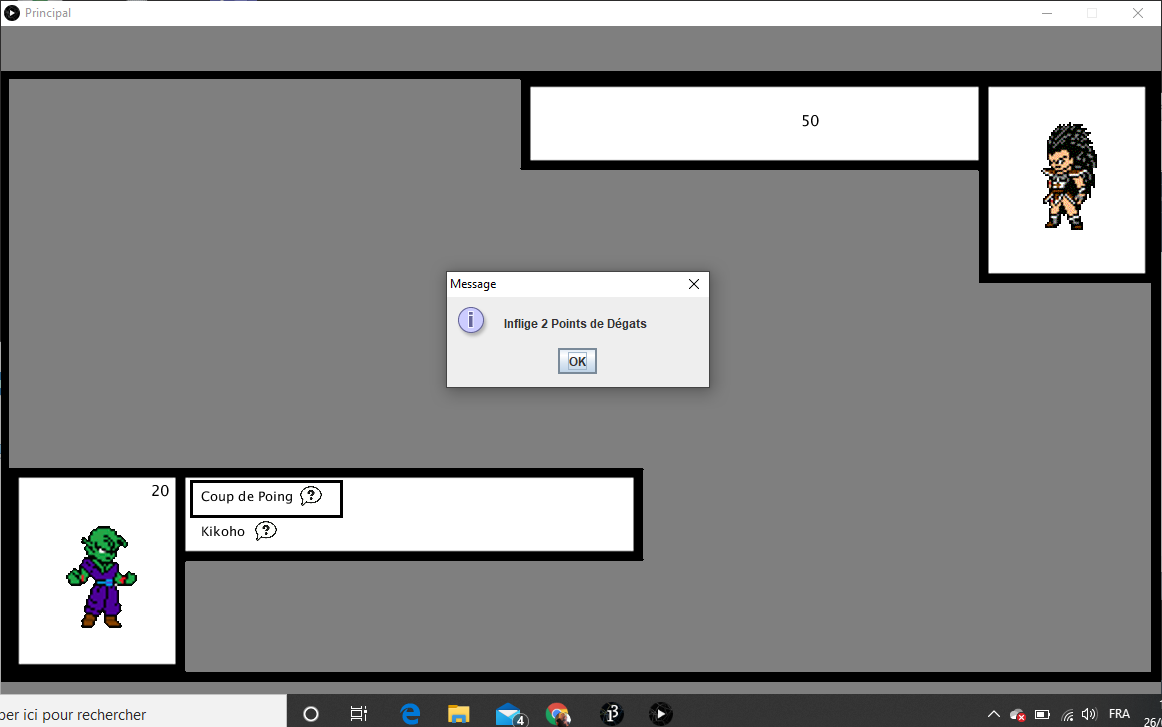 Principal
50
Message
i
Inflige 2 Points de Dégats
OK
20
Coup de Poing ?
Kikoho ?
per ici pour rechercher
4
FRA
26/